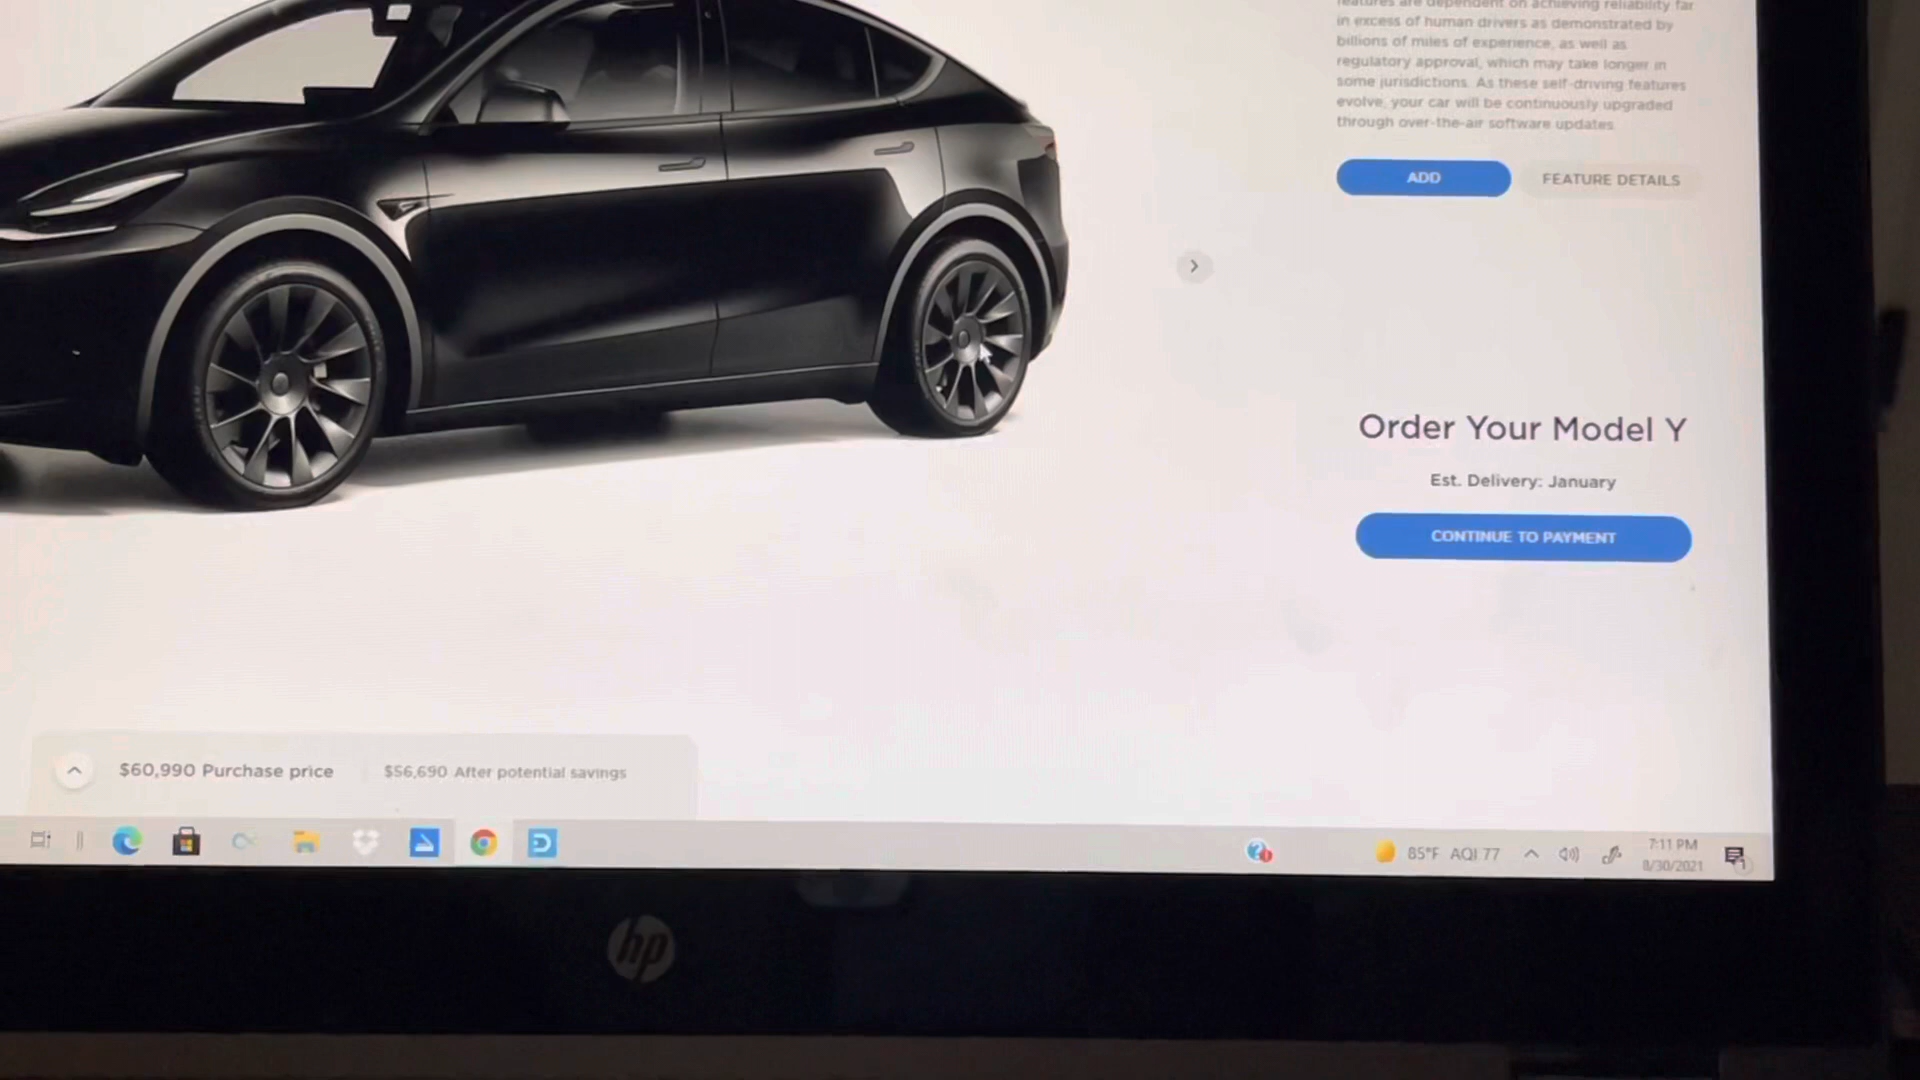 features are dependent on achieving reliability far
in excess of human drivers as demonstrated by
billions of miles of experience, as well as
regulatory approval, which may take longer in
some jurisdictions. As these self-driving features
evolve, your car will be continuously upgraded
through over-the-air software updates.
ADD
FEATURE DETAILS
Order Your Model Y
Est. Delivery: January
CONTINUE TO PAYMENT
$60,990 Purchase price
$56,690 After potential savings
85°F AQI 77
7:11 PM
8/30/2021
hp